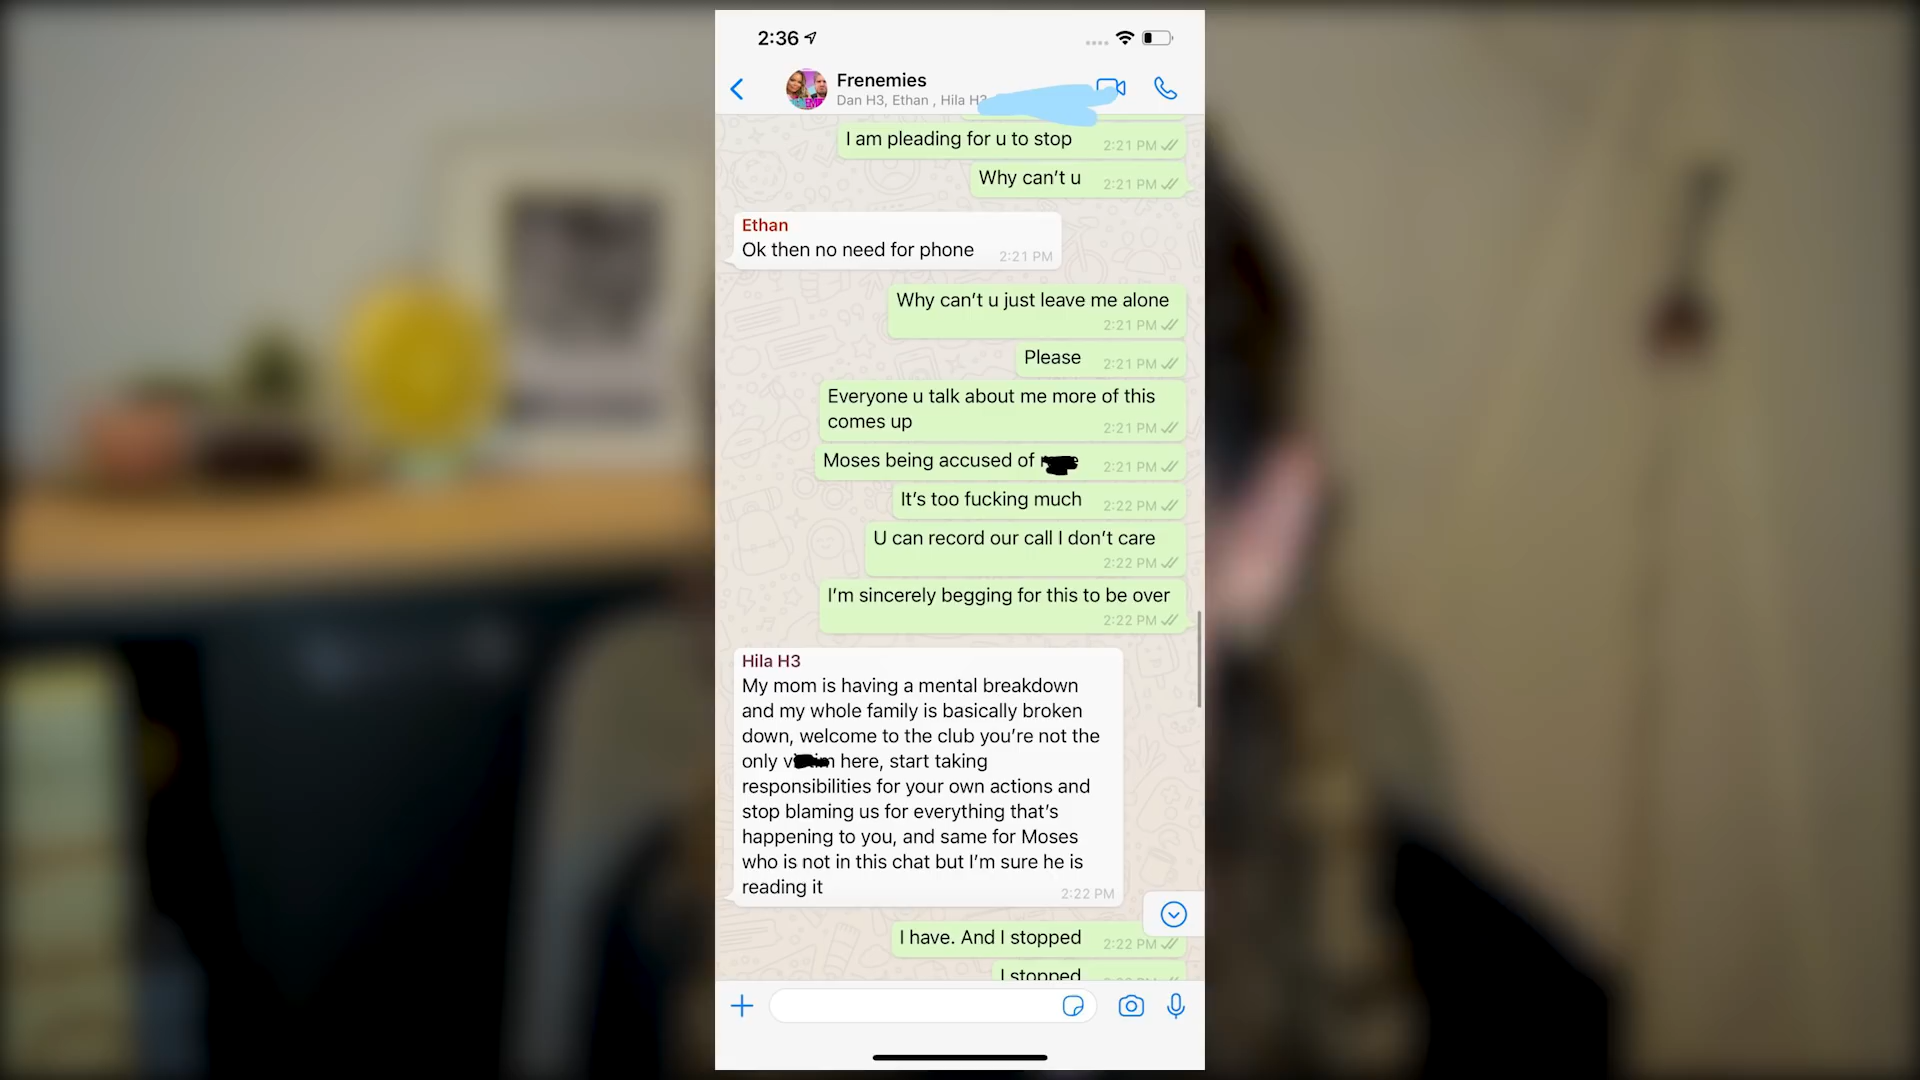 2:36
Frenemies
Dan H3, Ethan , Hila H3
I am pleading for u to stop
2:21 PM
Why can't u
2:21 PM
Ethan
Ok then no need for phone
2:21 PM
Why can't u just leave me alone
2:21 PM
Please
2:21 PM
Everyone u talk about me more of this
comes up
2:21 PM
Moses being accused of
2:21 PM
It's too fucking much
2:22 PM
U can record our call I don't care
2:22 PM
I'm sincerely begging for this to be over
2:22 PM
Hila H3
My mom is having a mental breakdown
and my whole family is basically broken
down, welcome to the club you're not the
only here, start taking
responsibilities for your own actions and
stop blaming us for everything that's
happening to you, and same for Moses
who is not in this chat but I'm sure he is
reading it
2:22 PM
I have. And I stopped
2:22 PM
I stopped